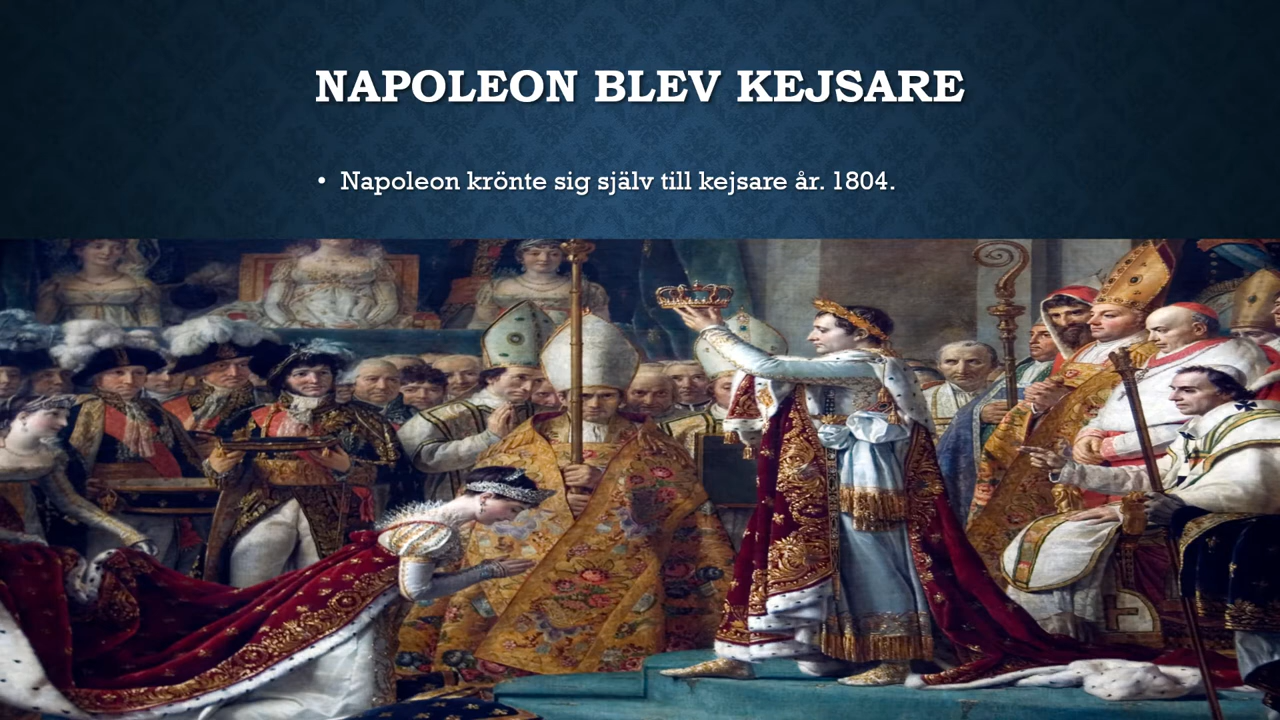 NAPOLEON BLEV KEJSARE
• Napoleon krönte sig själv till kejsare år. 1804.